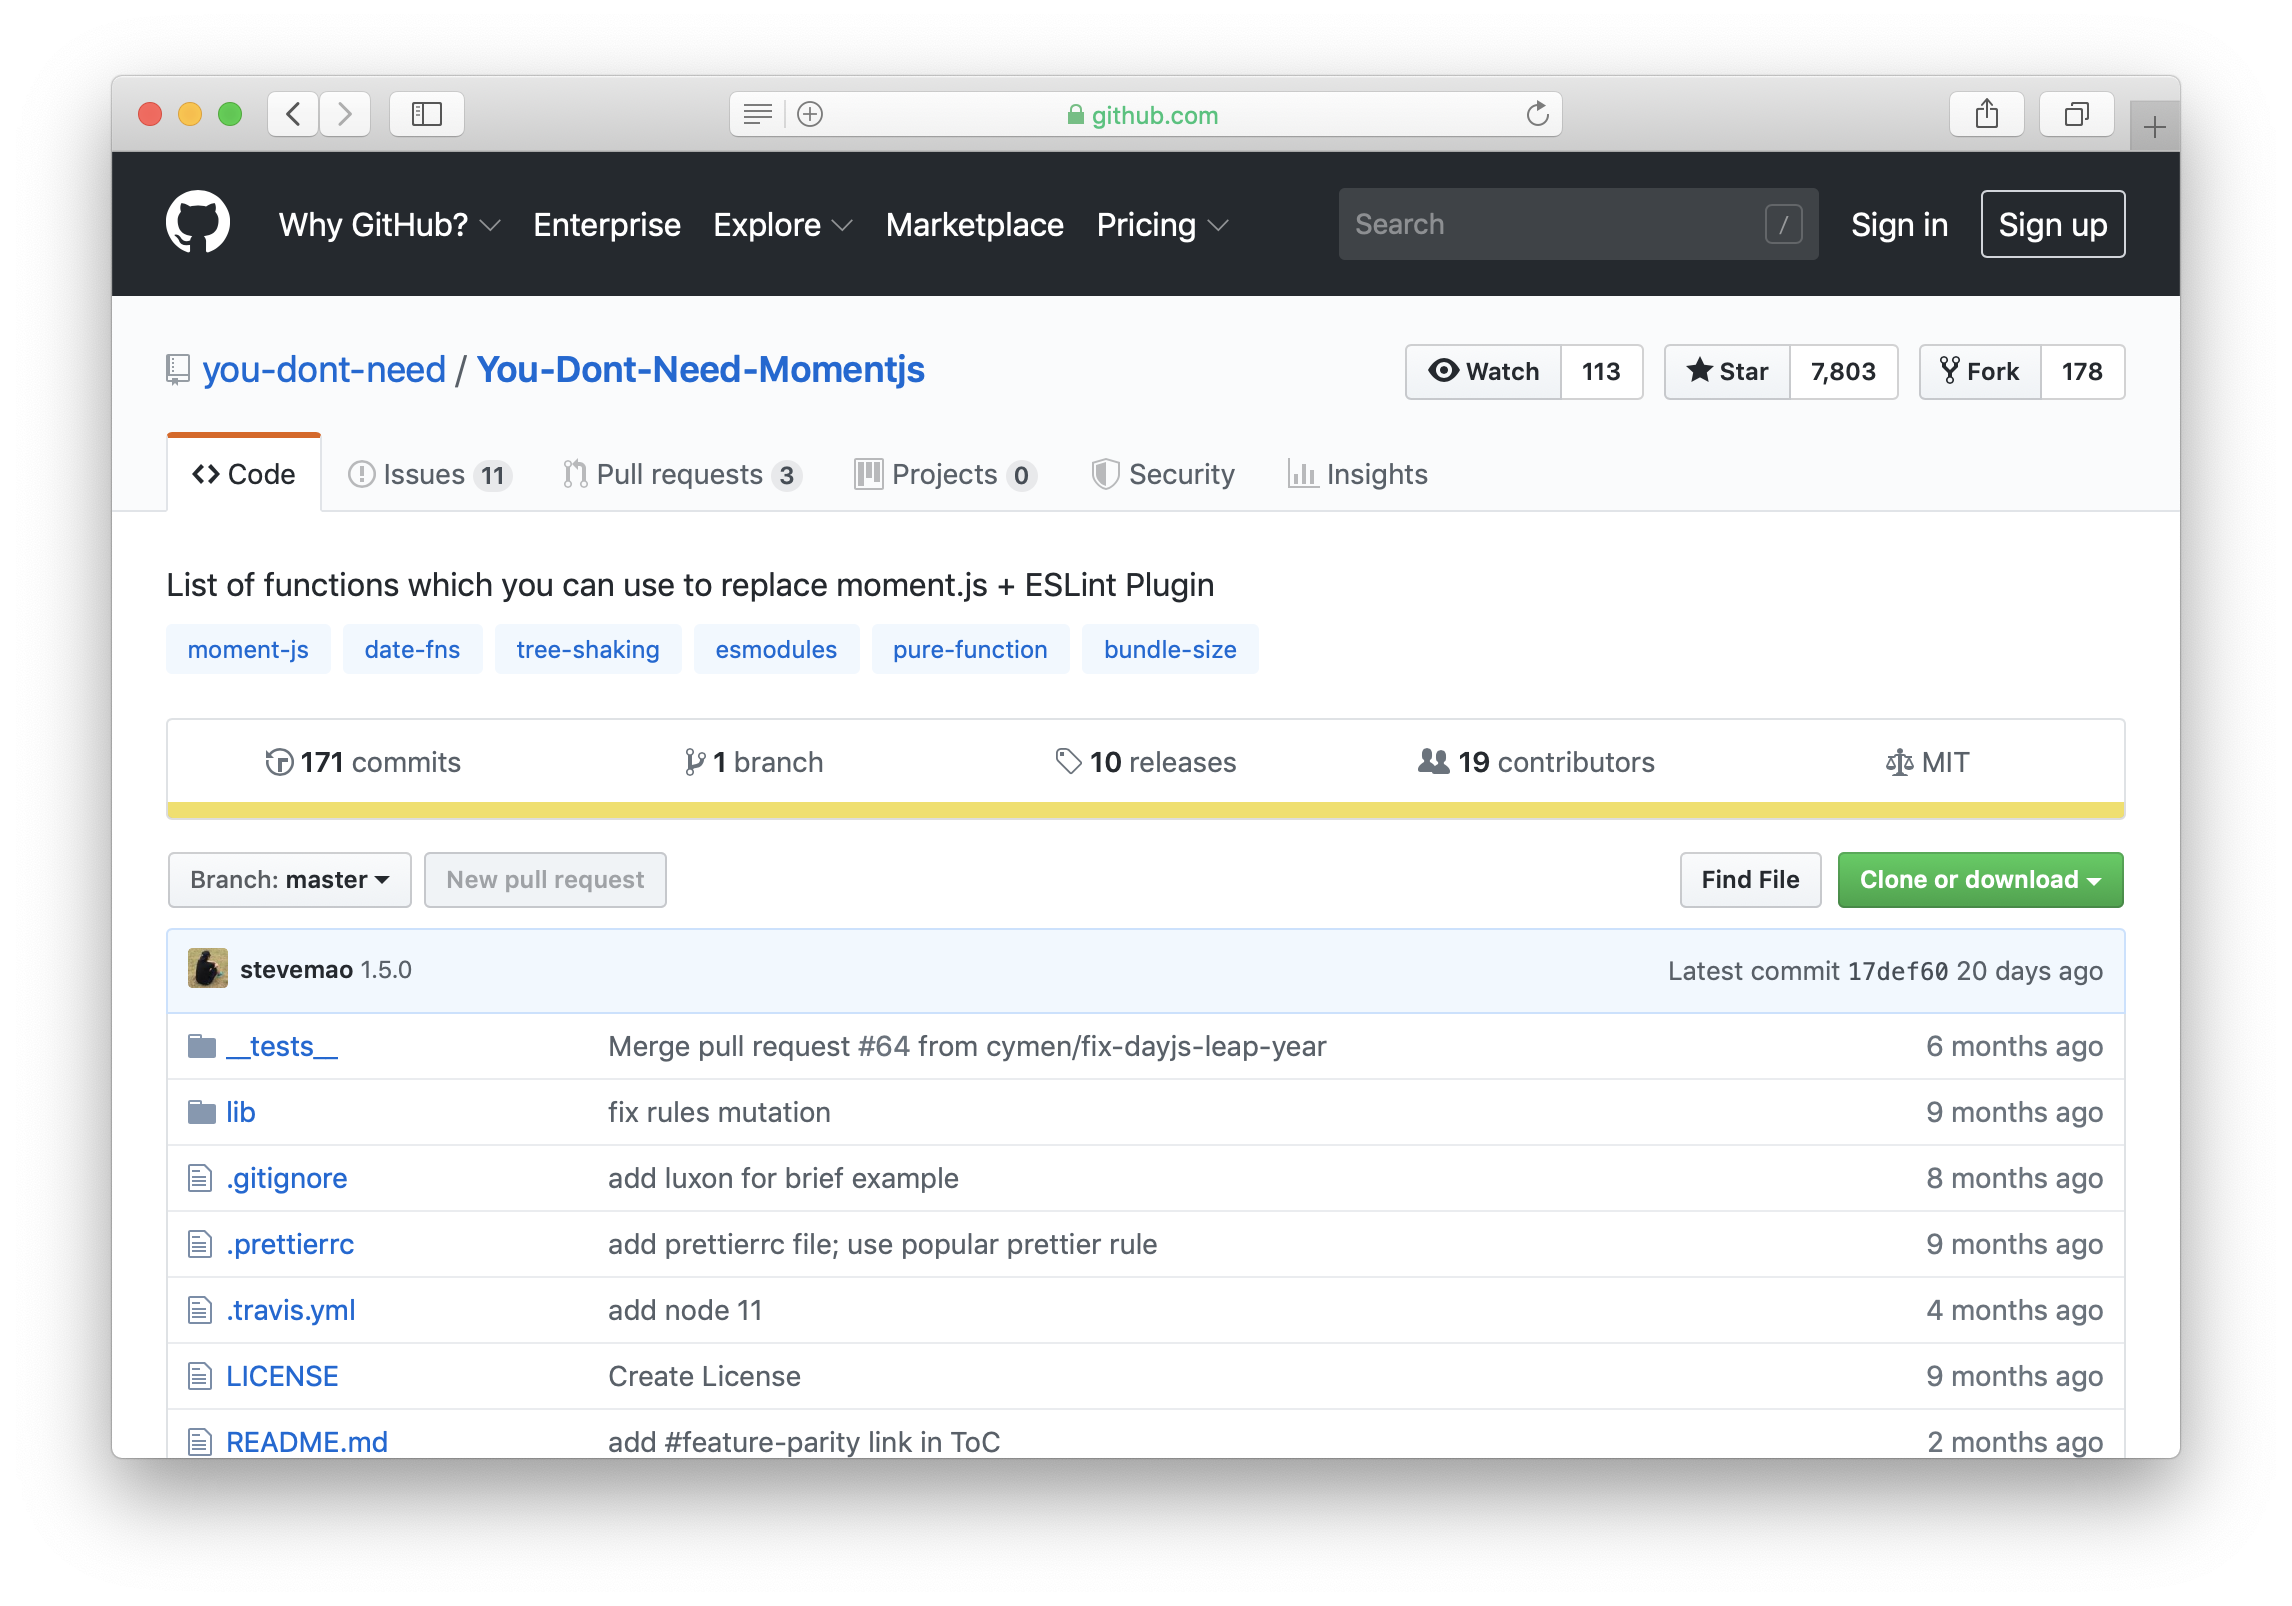 github.com
Why GitHub? Enterprise Explore Marketplace Pricing Search / Sign in Sign up
you-dont-need / You-Dont-Need-Momentjs Watch 113 Star 7,803 Fork 178
Code Issues 11 Pull requests 3 Projects 0 Security Insights
List of functions which you can use to replace moment.js + ESLint Plugin
moment-js date-fns tree-shaking esmodules pure-function bundle-size
171 commits 1 branch 10 releases 19 contributors MIT
Branch: master New pull request Find File Clone or download
stevemao 1.5.0 Latest commit 17def60 20 days ago
__tests__ Merge pull request #64 from cymen/fix-dayjs-leap-year 6 months ago
lib fix rules mutation 9 months ago
.gitignore add luxon for brief example 8 months ago
.prettierrc add prettierrc file; use popular prettier rule 9 months ago
.travis.yml add node 11 4 months ago
LICENSE Create License 9 months ago
README.md add #feature-parity link in ToC 2 months ago